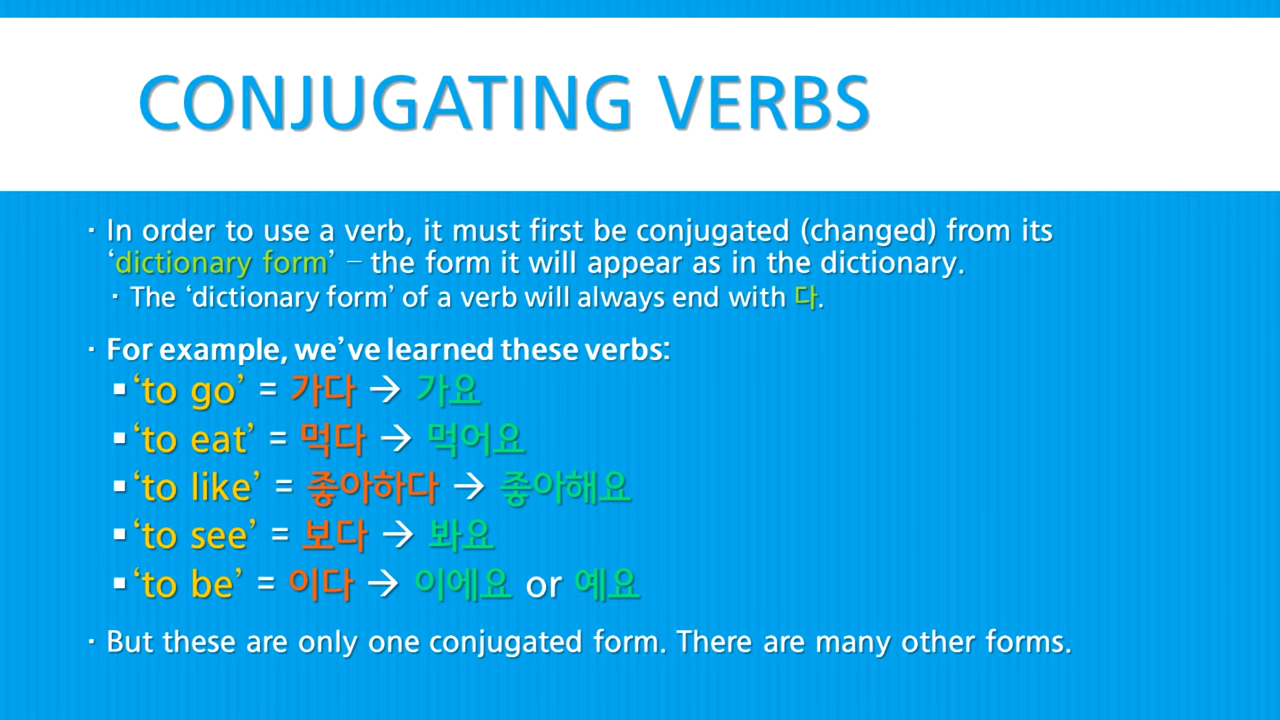 CONJUGATING VERBS
· In order to use a verb, it must first be conjugated (changed) from its
‘dictionary form’ – the form it will appear as in the dictionary.
· The ‘dictionary form’ of a verb will always end with 다.
· For example, we’ve learned these verbs:
▪ ‘to go’ = 가다 → 가요
▪ ‘to eat’ = 먹다 → 먹어요
▪ ‘to like’ = 좋아하다 → 좋아해요
▪ ‘to see’ = 보다 → 봐요
▪ ‘to be’ = 이다 → 이에요 or 예요
· But these are only one conjugated form. There are many other forms.